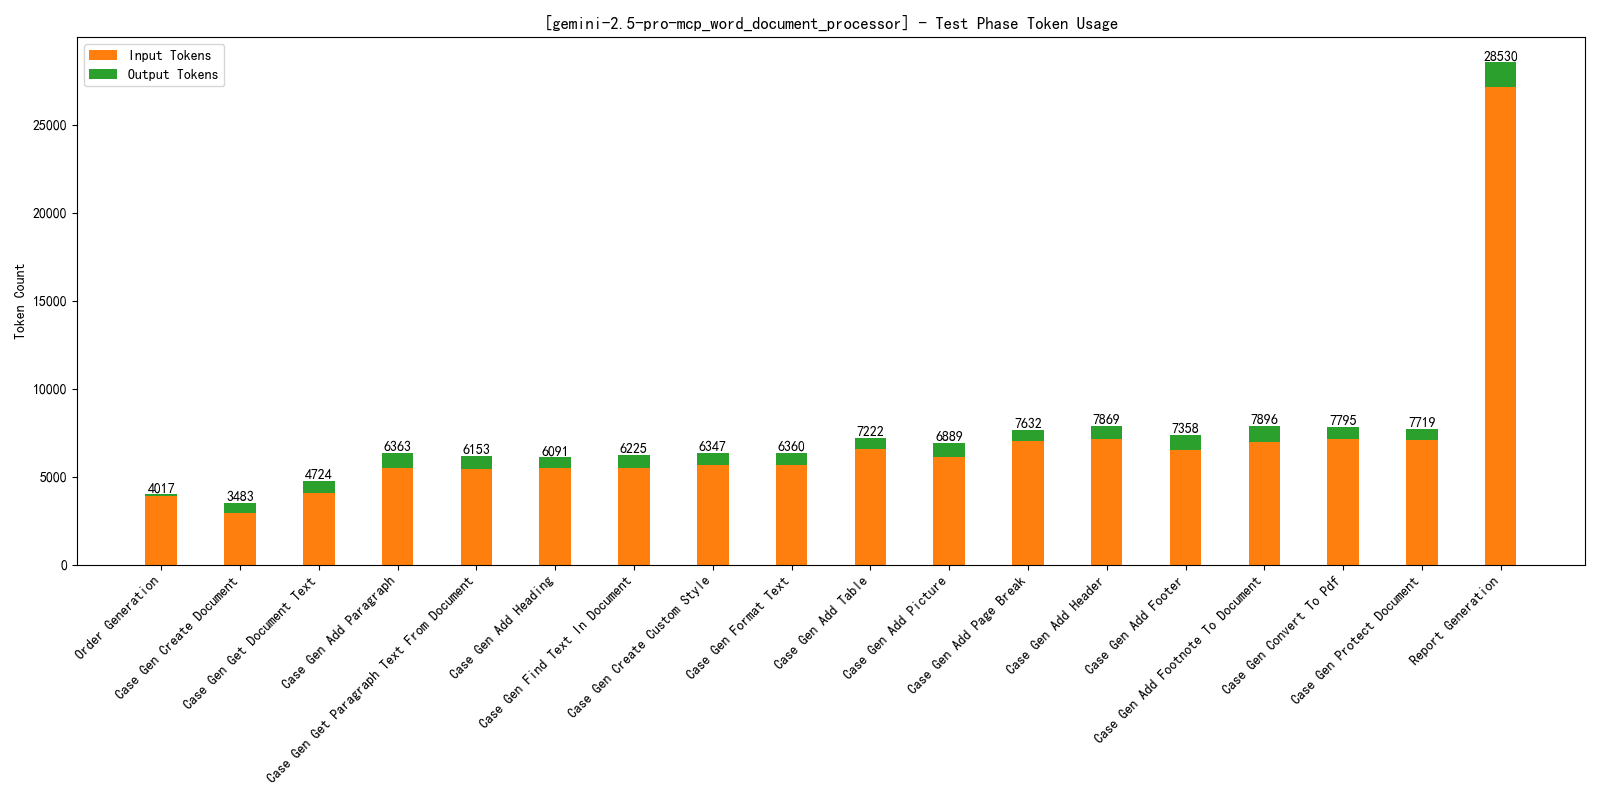 [gemini-2.5-pro-mcp_word_document_processor] - Test Phase Token Usage
Input Tokens
Output Tokens
Token Count
25000
20000
15000
10000
5000
0
4017
3483
4724
6363
6153
6091
6225
6347
6360
7222
6889
7632
7869
7358
7896
7795
7719
28530
Order Generation
Case Gen Create Document
Case Gen Get Document Text
Case Gen Add Paragraph
Case Gen Get Paragraph Text From Document
Case Gen Add Heading
Case Gen Find Text In Document
Case Gen Create Custom Style
Case Gen Format Text
Case Gen Add Table
Case Gen Add Picture
Case Gen Add Page Break
Case Gen Add Header
Case Gen Add Footer
Case Gen Add Footnote To Document
Case Gen Convert To Pdf
Case Gen Protect Document
Report Generation